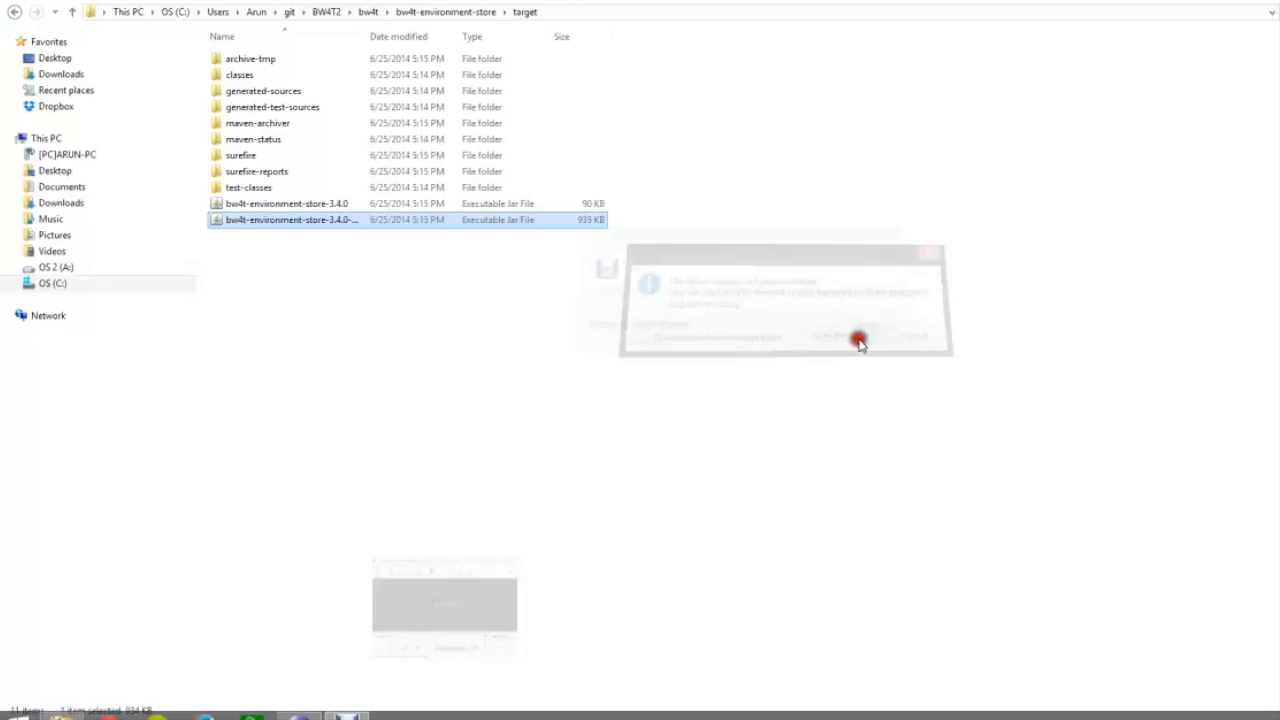 This PC › OS (C:) › Users › Arun › git › BW4T2 › bw4t › bw4t-environment-store › target
Name Date modified Type Size
Favorites
Desktop
Downloads
Recent places
Dropbox
This PC
[PC]ARUN-PC
Desktop
Documents
Downloads
Music
Pictures
Videos
OS 2 (A:)
OS (C:)
Network
archive-tmp 6/25/2014 5:15 PM File folder
classes 6/25/2014 5:14 PM File folder
generated-sources 6/25/2014 5:14 PM File folder
generated-test-sources 6/25/2014 5:14 PM File folder
maven-archiver 6/25/2014 5:15 PM File folder
maven-status 6/25/2014 5:14 PM File folder
surefire 6/25/2014 5:15 PM File folder
surefire-reports 6/25/2014 5:15 PM File folder
test-classes 6/25/2014 5:14 PM File folder
bw4t-environment-store-3.4.0 6/25/2014 5:15 PM Executable Jar File 90 KB
bw4t-environment-store-3.4.0-... 6/25/2014 5:15 PM Executable Jar File 935 KB
11 items 1 item selected 934 KB